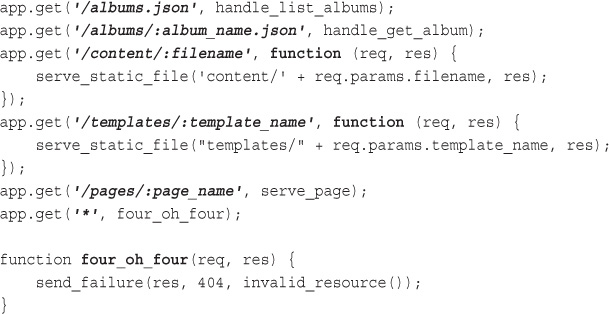 app.get('/albums.json', handle_list_albums);
app.get('/albums/:album_name.json', handle_get_album);
app.get('/content/:filename', function (req, res) {
    serve_static_file('content/' + req.params.filename, res);
});
app.get('/templates/:template_name', function (req, res) {
    serve_static_file("templates/" + req.params.template_name, res);
});
app.get('/pages/:page_name', serve_page);
app.get('*', four_oh_four);

function four_oh_four(req, res) {
    send_failure(res, 404, invalid_resource());
}